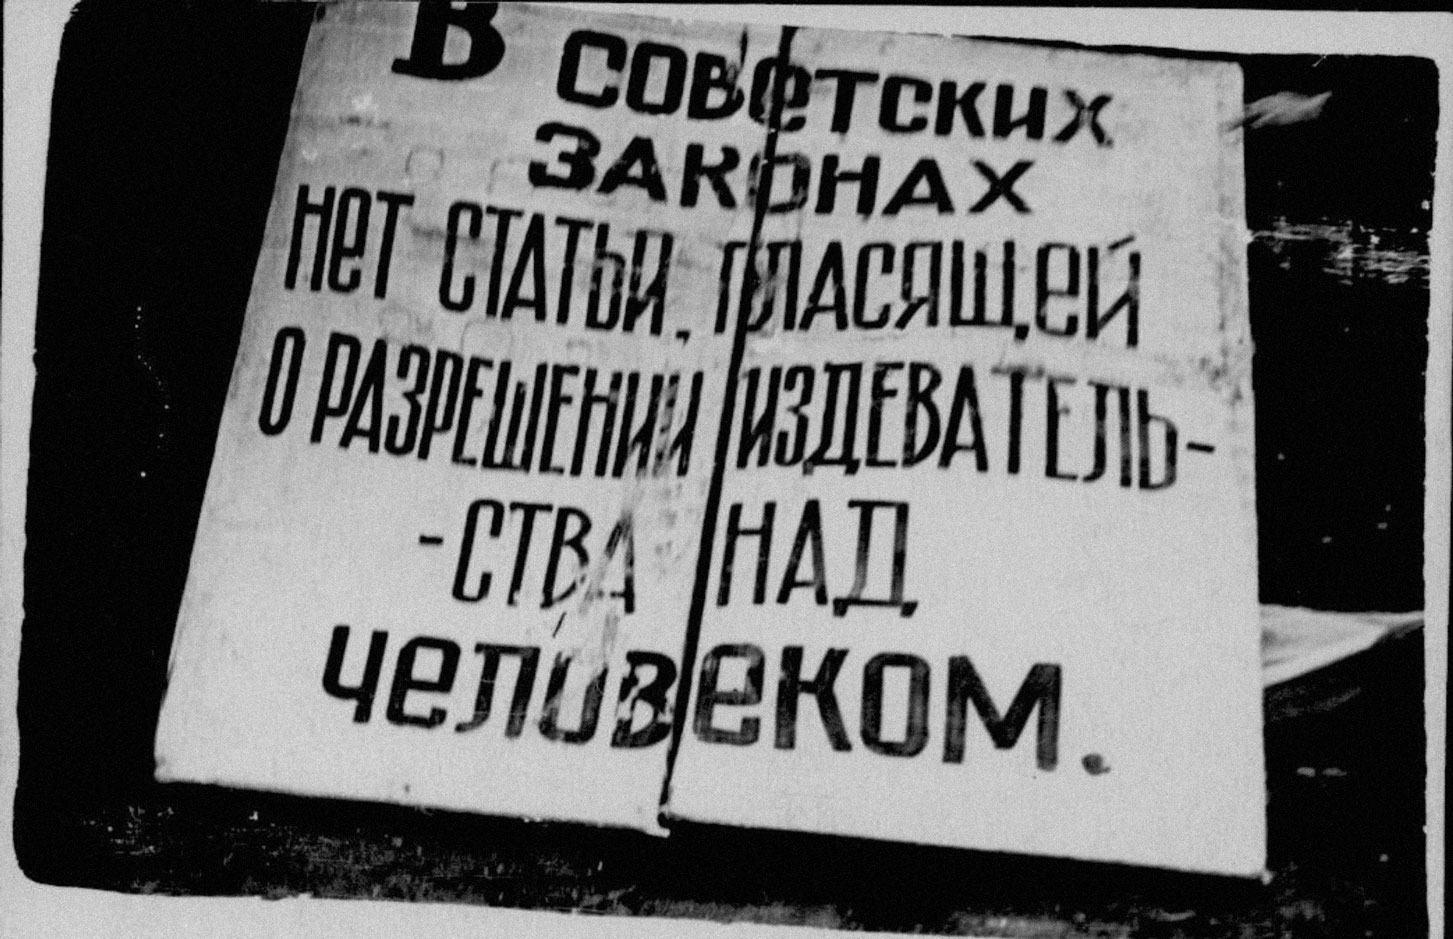 В советских
законах
нет статьи, гласящей
о разрешении издеватель-
-ства над
человеком.